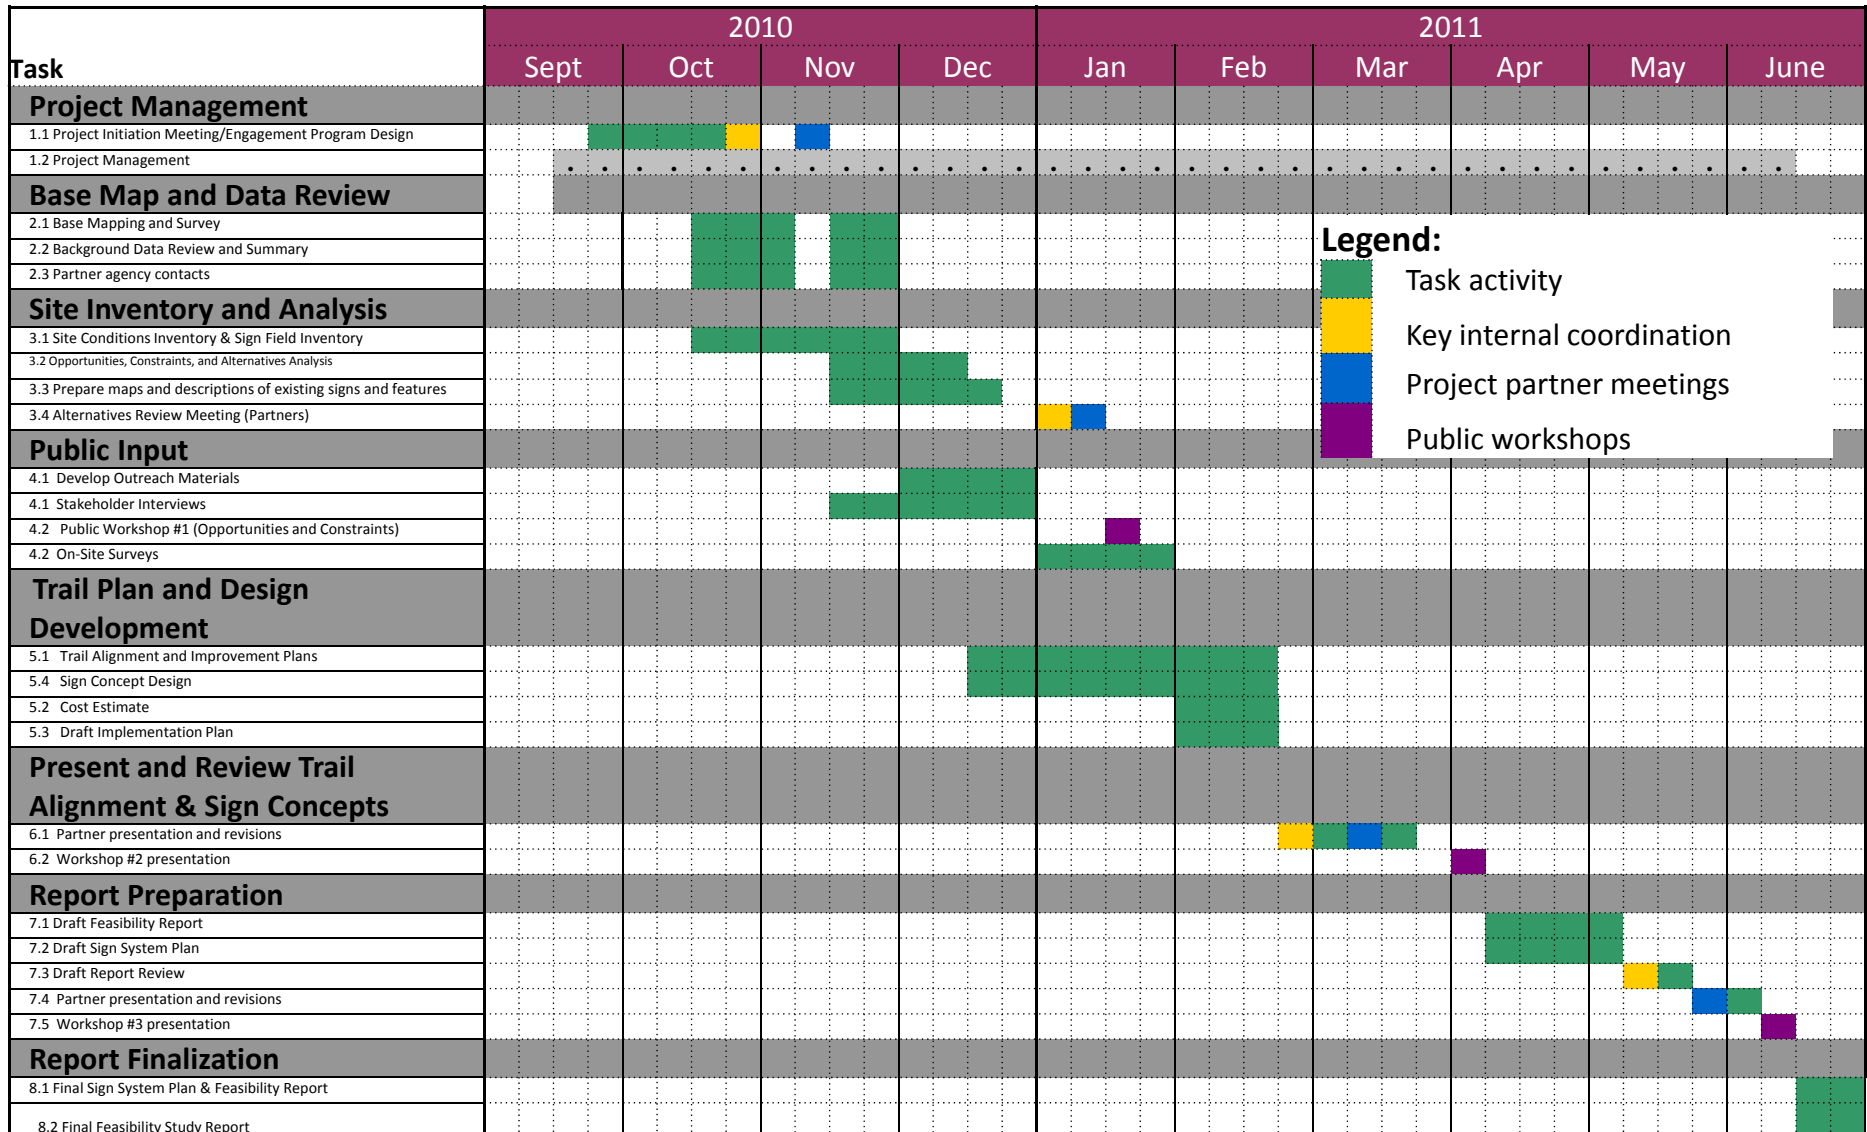 2010 2011
Task Sept Oct Nov Dec Jan Feb Mar Apr May June
Project Management
1.1 Project Initiation Meeting/Engagement Program Design
1.2 Project Management
Base Map and Data Review
2.1 Base Mapping and Survey
2.2 Background Data Review and Summary
2.3 Partner agency contacts
Site Inventory and Analysis
3.1 Site Conditions Inventory & Sign Field Inventory
3.2 Opportunities, Constraints, and Alternatives Analysis
3.3 Prepare maps and descriptions of existing signs and features
3.4 Alternatives Review Meeting (Partners)
Public Input
4.1 Develop Outreach Materials
4.1 Stakeholder Interviews
4.2 Public Workshop #1 (Opportunities and Constraints)
4.2 On-Site Surveys
Trail Plan and Design
Development
5.1 Trail Alignment and Improvement Plans
5.4 Sign Concept Design
5.2 Cost Estimate
5.3 Draft Implementation Plan
Present and Review Trail
Alignment & Sign Concepts
6.1 Partner presentation and revisions
6.2 Workshop #2 presentation
Report Preparation
7.1 Draft Feasibility Report
7.2 Draft Sign System Plan
7.3 Draft Report Review
7.4 Partner presentation and revisions
7.5 Workshop #3 presentation
Report Finalization
8.1 Final Sign System Plan & Feasibility Report
8.2 Final Feasibility Study Report
Legend:
Task activity
Key internal coordination
Project partner meetings
Public workshops